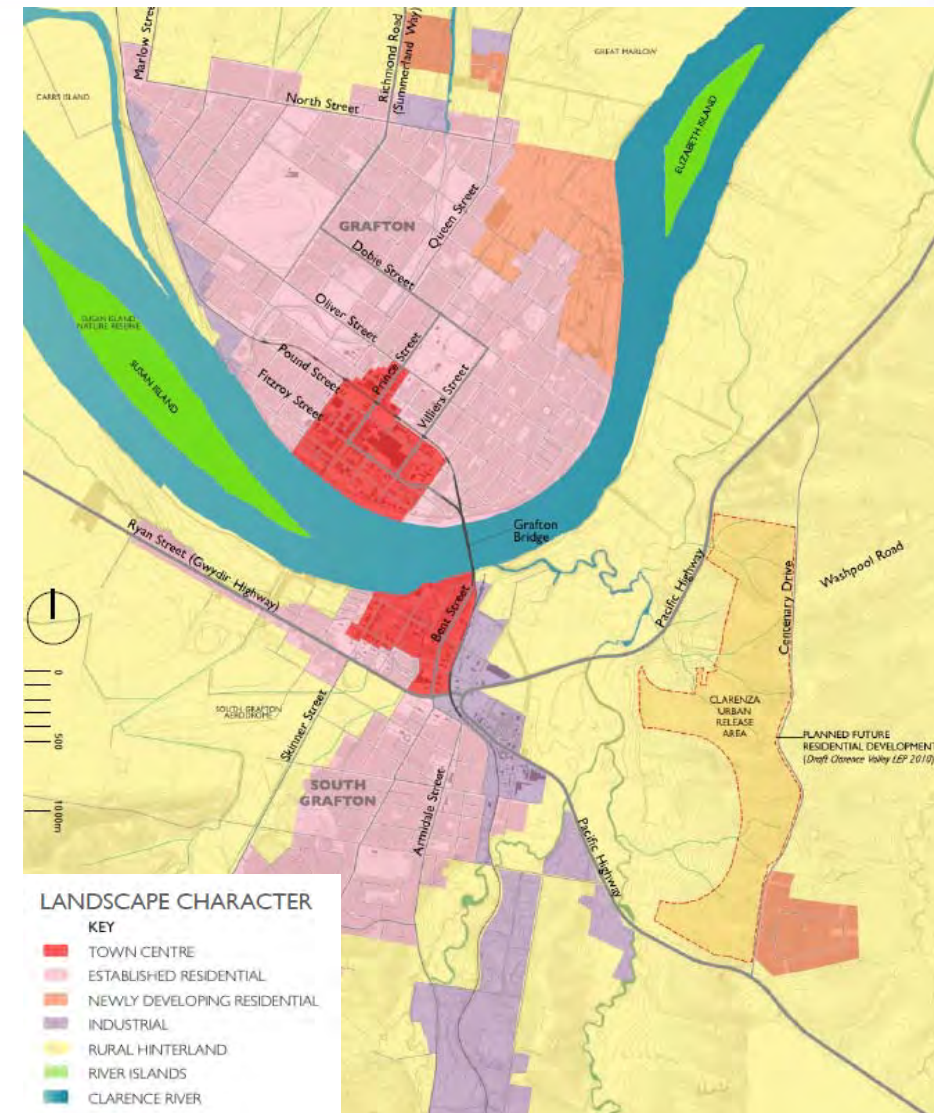 Marlow Street
Richmond Road
(Summerland Way)
GREAT MARLOW
CARRS ISLAND
North Street
ELIZABETH ISLAND
GRAFTON
Queen Street
Dobie Street
Oliver Street
SUSAN ISLAND
NATURE RESERVE
Pound Street
Prince Street
SUSAN ISLAND
Fitzroy Street
Villiers Street
Grafton
Bridge
Ryan Street (Gwydir Highway)
Bent Street
Pacific Highway
Washpool Road
Centenary Drive
0
500
1000m
SOUTH GRAFTON
AERODROME
Skinner Street
CLARENZA
URBAN
RELEASE
AREA
PLANNED FUTURE
RESIDENTIAL DEVELOPMENT
(Draft Clarence Valley LEP 2010)
SOUTH
GRAFTON
Armidale Street
Pacific Highway
LANDSCAPE CHARACTER
KEY
TOWN CENTRE
ESTABLISHED RESIDENTIAL
NEWLY DEVELOPING RESIDENTIAL
INDUSTRIAL
RURAL HINTERLAND
RIVER ISLANDS
CLARENCE RIVER